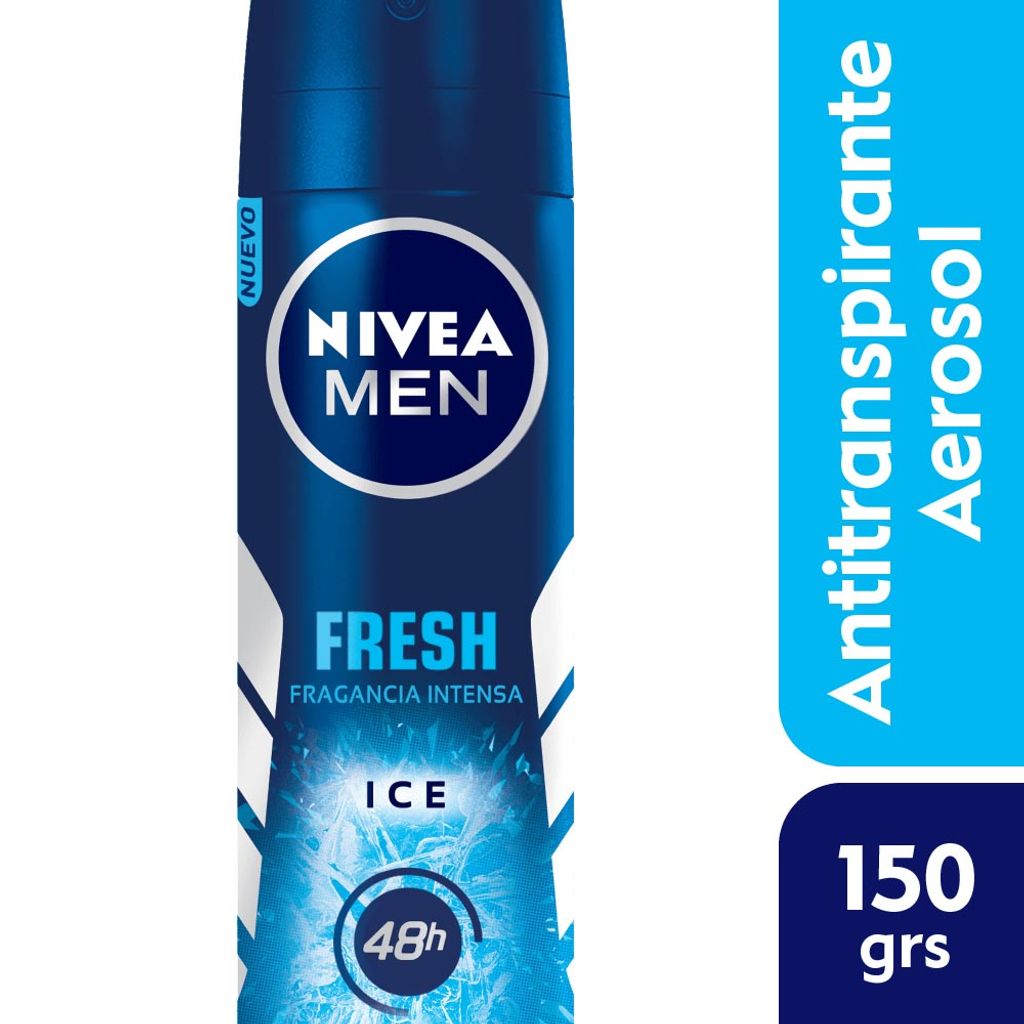 NUEVO
NIVEA
MEN
FRESH
FRAGANCIA INTENSA
ICE
48h
Antitranspirante
Aerosol
150
grs